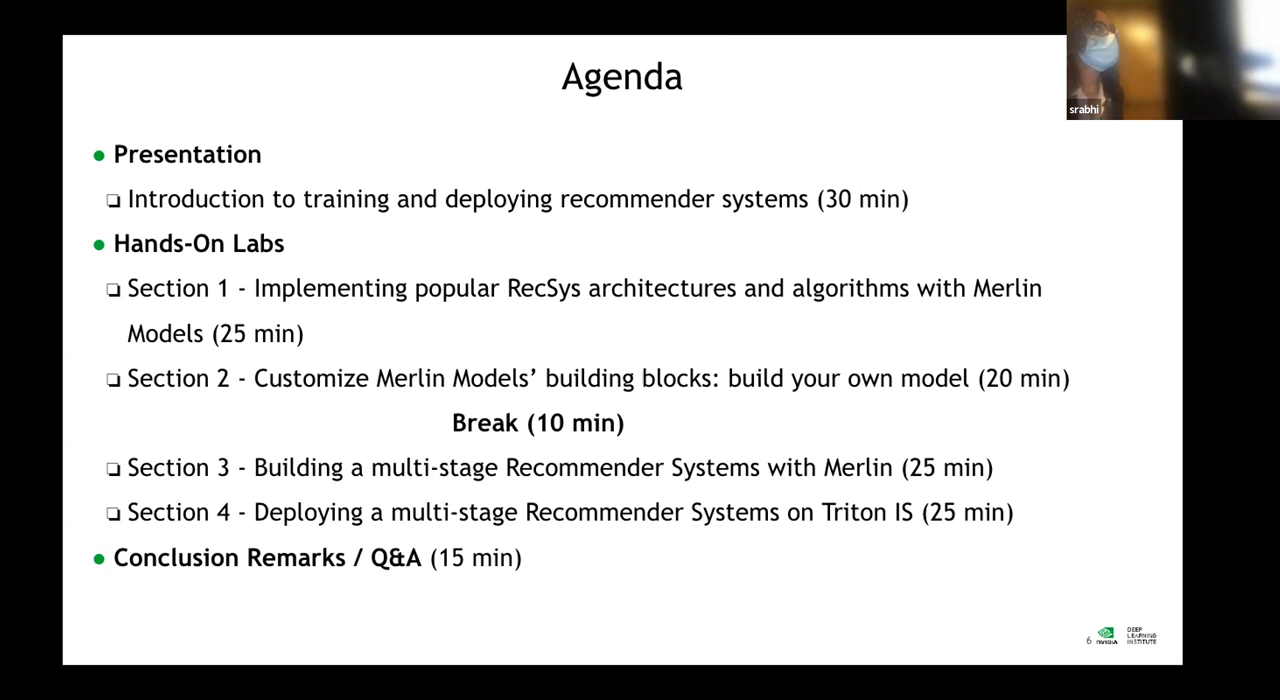 Agenda
srabhi
● Presentation
❏ Introduction to training and deploying recommender systems (30 min)
● Hands-On Labs
❏ Section 1 - Implementing popular RecSys architectures and algorithms with Merlin
Models (25 min)
❏ Section 2 - Customize Merlin Models’ building blocks: build your own model (20 min)
Break (10 min)
❏ Section 3 - Building a multi-stage Recommender Systems with Merlin (25 min)
❏ Section 4 - Deploying a multi-stage Recommender Systems on Triton IS (25 min)
● Conclusion Remarks / Q&A (15 min)
6
NVIDIA
DEEP
LEARNING
INSTITUTE